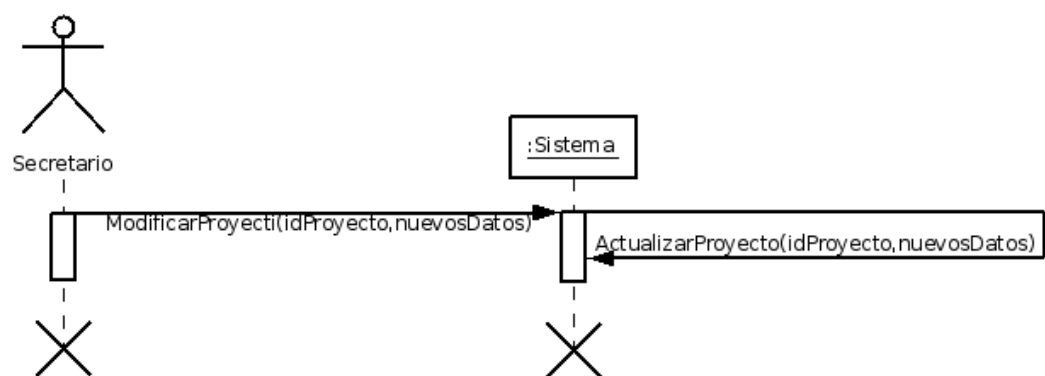 Secretario
:Sistema
ModificarProyecti(idProyecto,nuevosDatos)
ActualizarProyecto(idProyecto,nuevosDatos)